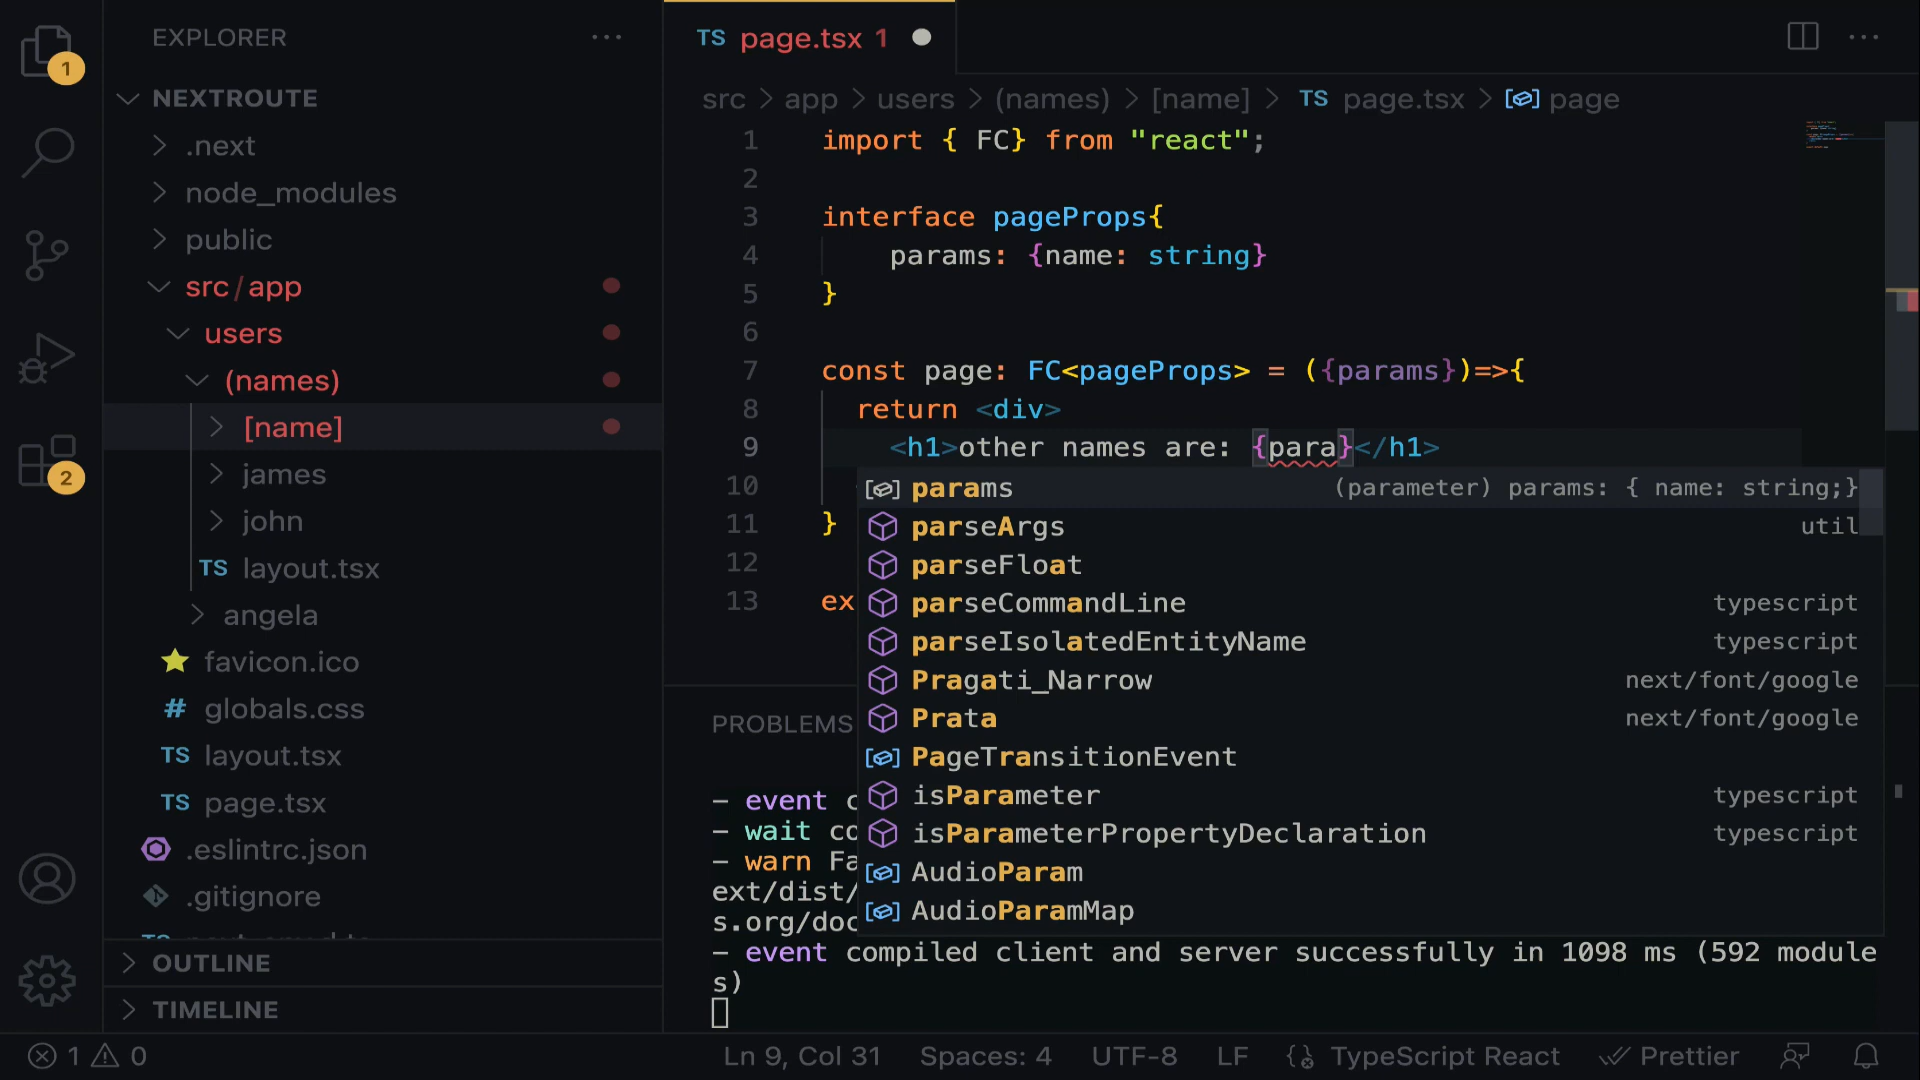 EXPLORER
NEXTROUTE
.next
node_modules
public
src/app
users
(names)
[name]
james
john
TS layout.tsx
angela
favicon.ico
# globals.css
TS layout.tsx
TS page.tsx
.eslintrc.json
.gitignore
OUTLINE
TIMELINE
1
2
TS page.tsx 1
src > app > users > (names) > [name] > TS page.tsx > page
1 import { FC} from "react";
2
3 interface pageProps{
4 params: {name: string}
5 }
6
7 const page: FC<pageProps> = ({params})=>{
8 return <div>
9 <h1>other names are: {para}</h1>
10
11 }
12
13 ex
params (parameter) params: { name: string;}
parseArgs util
parseFloat
parseCommandLine typescript
parseIsolatedEntityName typescript
Pragati_Narrow next/font/google
Prata next/font/google
PageTransitionEvent
isParameter typescript
isParameterPropertyDeclaration typescript
AudioParam
AudioParamMap
PROBLEMS
- event c
- wait co
- warn Fa
ext/dist/
s.org/doc
- event compiled client and server successfully in 1098 ms (592 module
s)
1 0 Ln 9, Col 31 Spaces: 4 UTF-8 LF TypeScript React Prettier